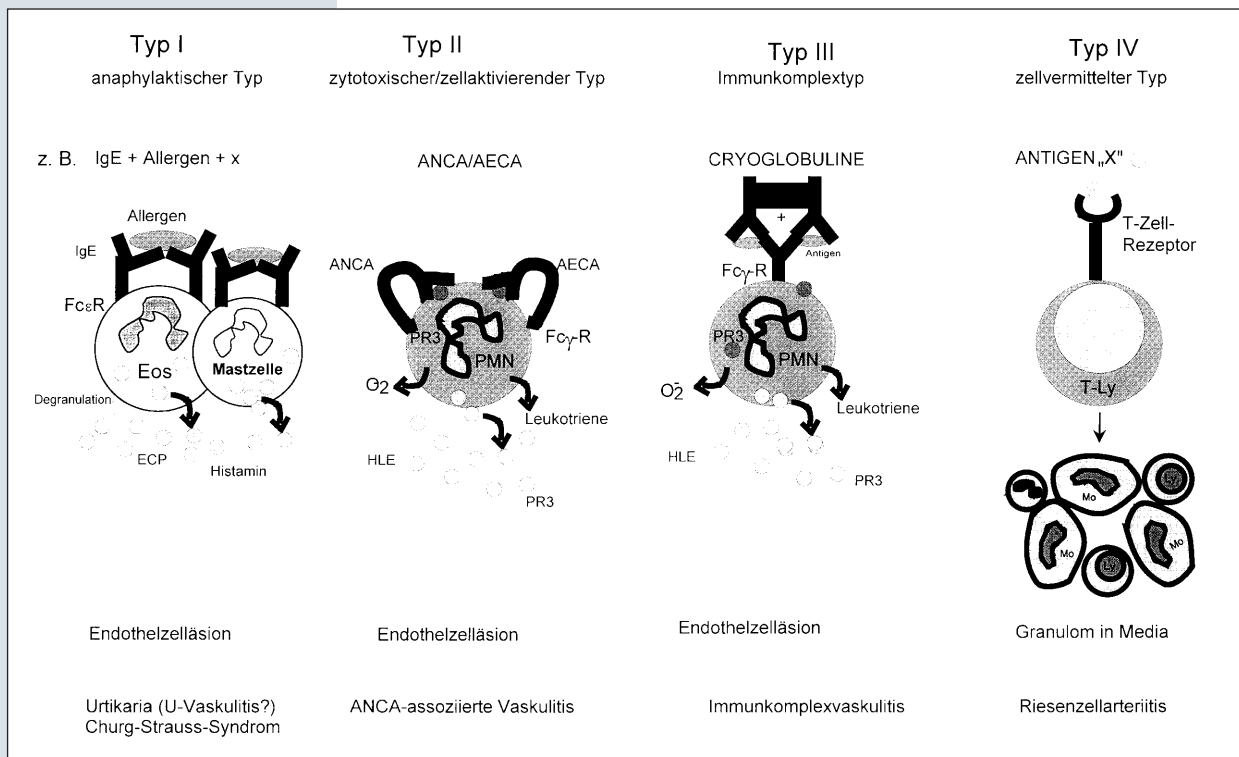 Typ I
anaphylaktischer Typ
z. B. IgE + Allergen + x
Allergen
IgE
FcεR
Eos
Mastzelle
Degranulation
ECP
Histamin
Endothelzelläsion
Urtikaria (U-Vaskulitis?)
Churg-Strauss-Syndrom
Typ II
zytotoxischer/zellaktivierender Typ
ANCA/AECA
ANCA
AECA
PR3
PMN
Fcγ-R
O2
Leukotriene
HLE
PR3
Endothelzelläsion
ANCA-assoziierte Vaskulitis
Typ III
Immunkomplextyp
CRYOGLOBULINE
+
Antigen
Fcγ-R
PR3
PMN
O2-
Leukotriene
HLE
PR3
Endothelzelläsion
Immunkomplexvaskulitis
Typ IV
zellvermittelter Typ
ANTIGEN „X"
T-Zell-
Rezeptor
T-Ly
Mo
Ly
Mo
Mo
Ly
Granulom in Media
Riesenzellarteriitis